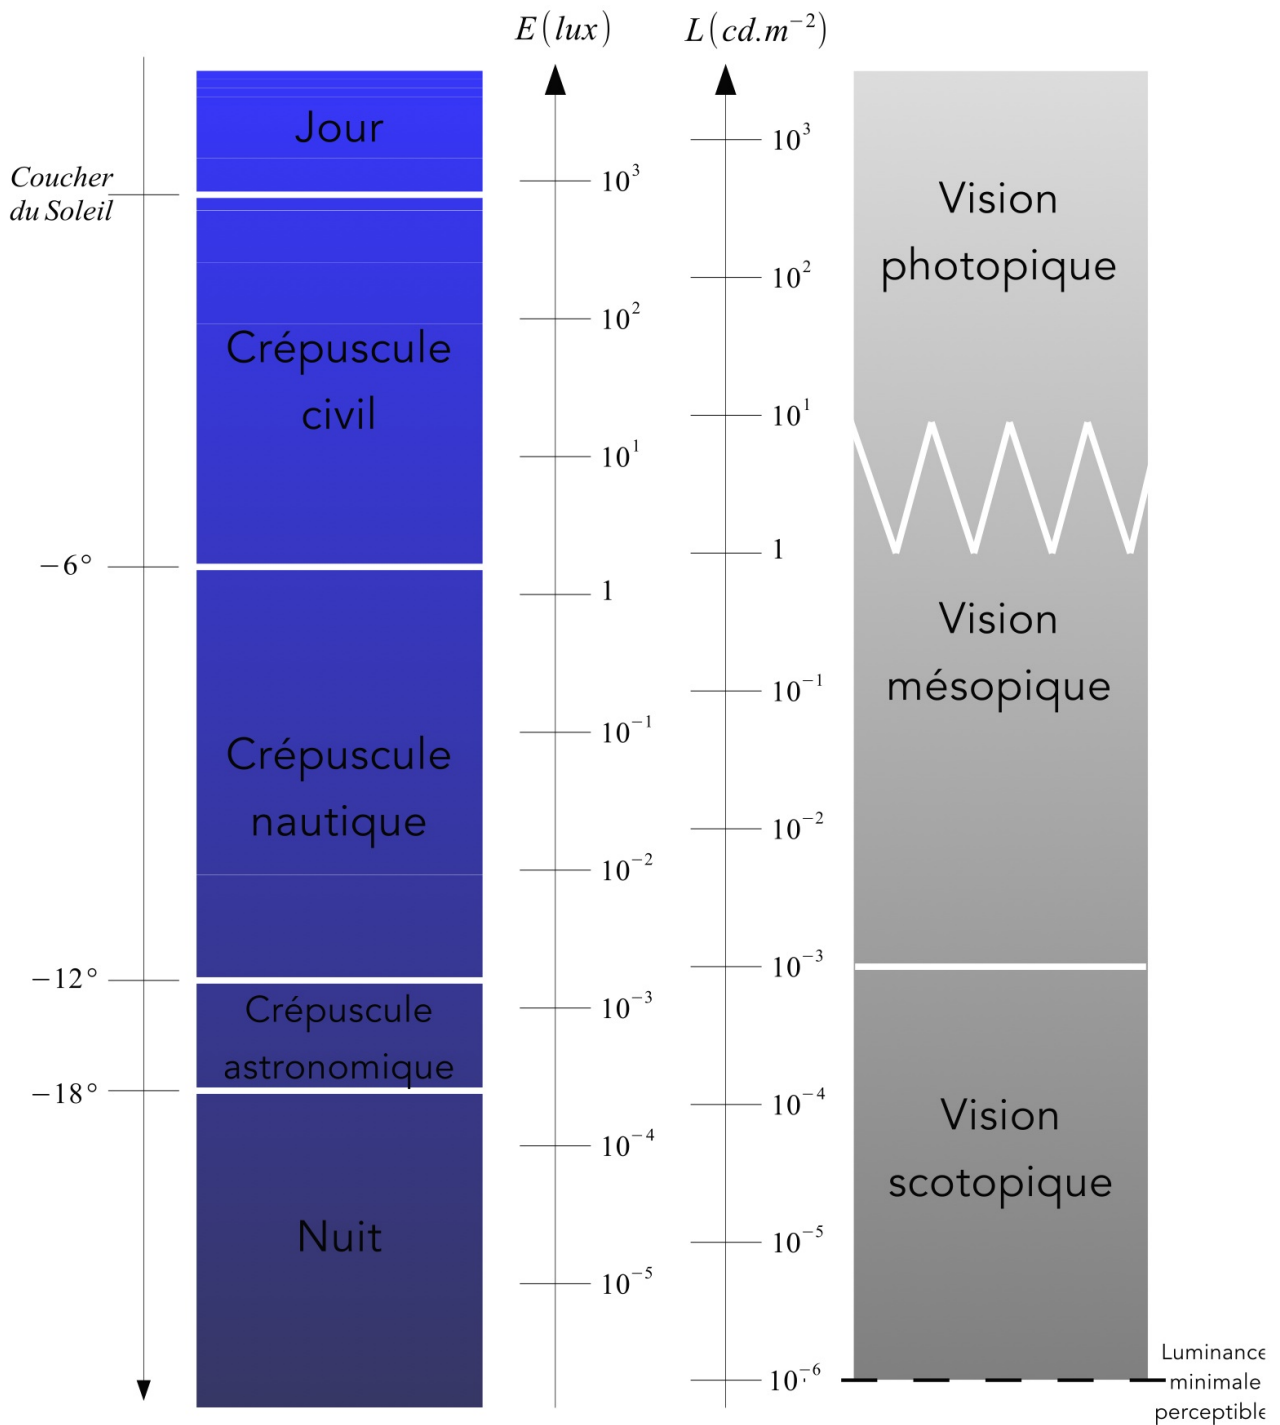 E(lux)
L(cd.m⁻²)
Jour
Coucher
du Soleil
Crépuscule
civil
−6°
Crépuscule
nautique
−12°
Crépuscule
astronomique
−18°
Nuit
10³
10²
10¹
1
10⁻¹
10⁻²
10⁻³
10⁻⁴
10⁻⁵
10³
10²
10¹
1
10⁻¹
10⁻²
10⁻³
10⁻⁴
10⁻⁵
10⁻⁶
Vision
photopique
Vision
mésopique
Vision
scotopique
Luminance
minimale
perceptible